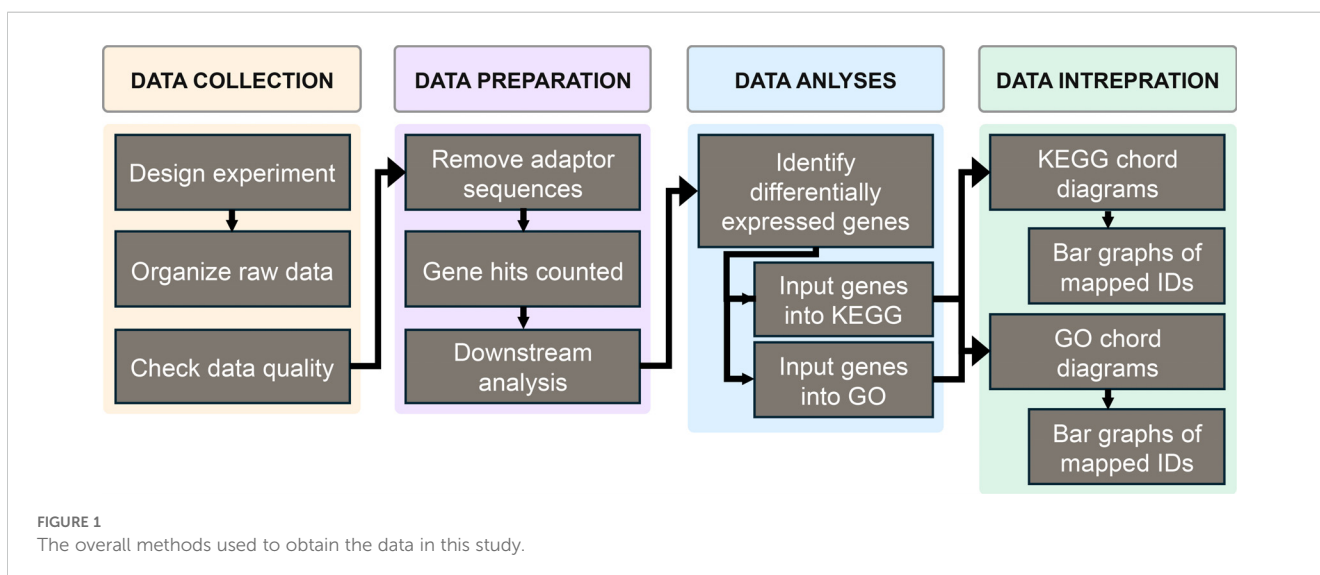 DATA COLLECTION
Design experiment
Organize raw data
Check data quality
DATA PREPARATION
Remove adaptor
sequences
Gene hits counted
Downstream
analysis
DATA ANLYSES
Identify
differentially
expressed genes
Input genes
into KEGG
Input genes
into GO
DATA INTREPRATION
KEGG chord
diagrams
Bar graphs of
mapped IDs
GO chord
diagrams
Bar graphs of
mapped IDs
FIGURE 1
The overall methods used to obtain the data in this study.